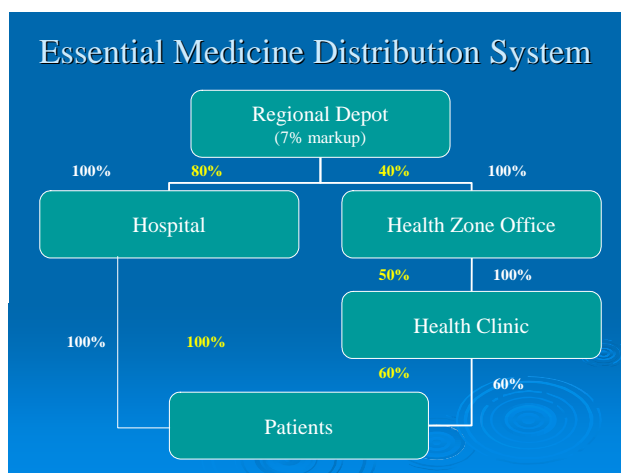 Essential Medicine Distribution System
Regional Depot
(7% markup)
100% 80% 40% 100%
Hospital Health Zone Office
50% 100%
Health Clinic
100% 100%
60% 60%
Patients